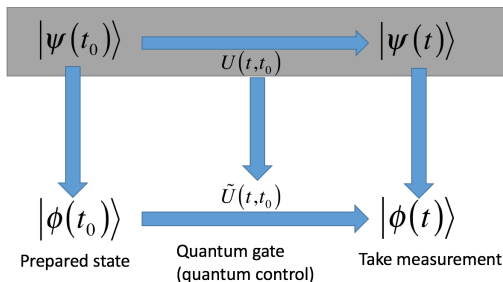 |ψ(t₀)⟩ |ψ(t)⟩
U(t,t₀)
Ũ(t,t₀)
|ϕ(t₀)⟩ |ϕ(t)⟩
Prepared state
Quantum gate
(quantum control)
Take measurement